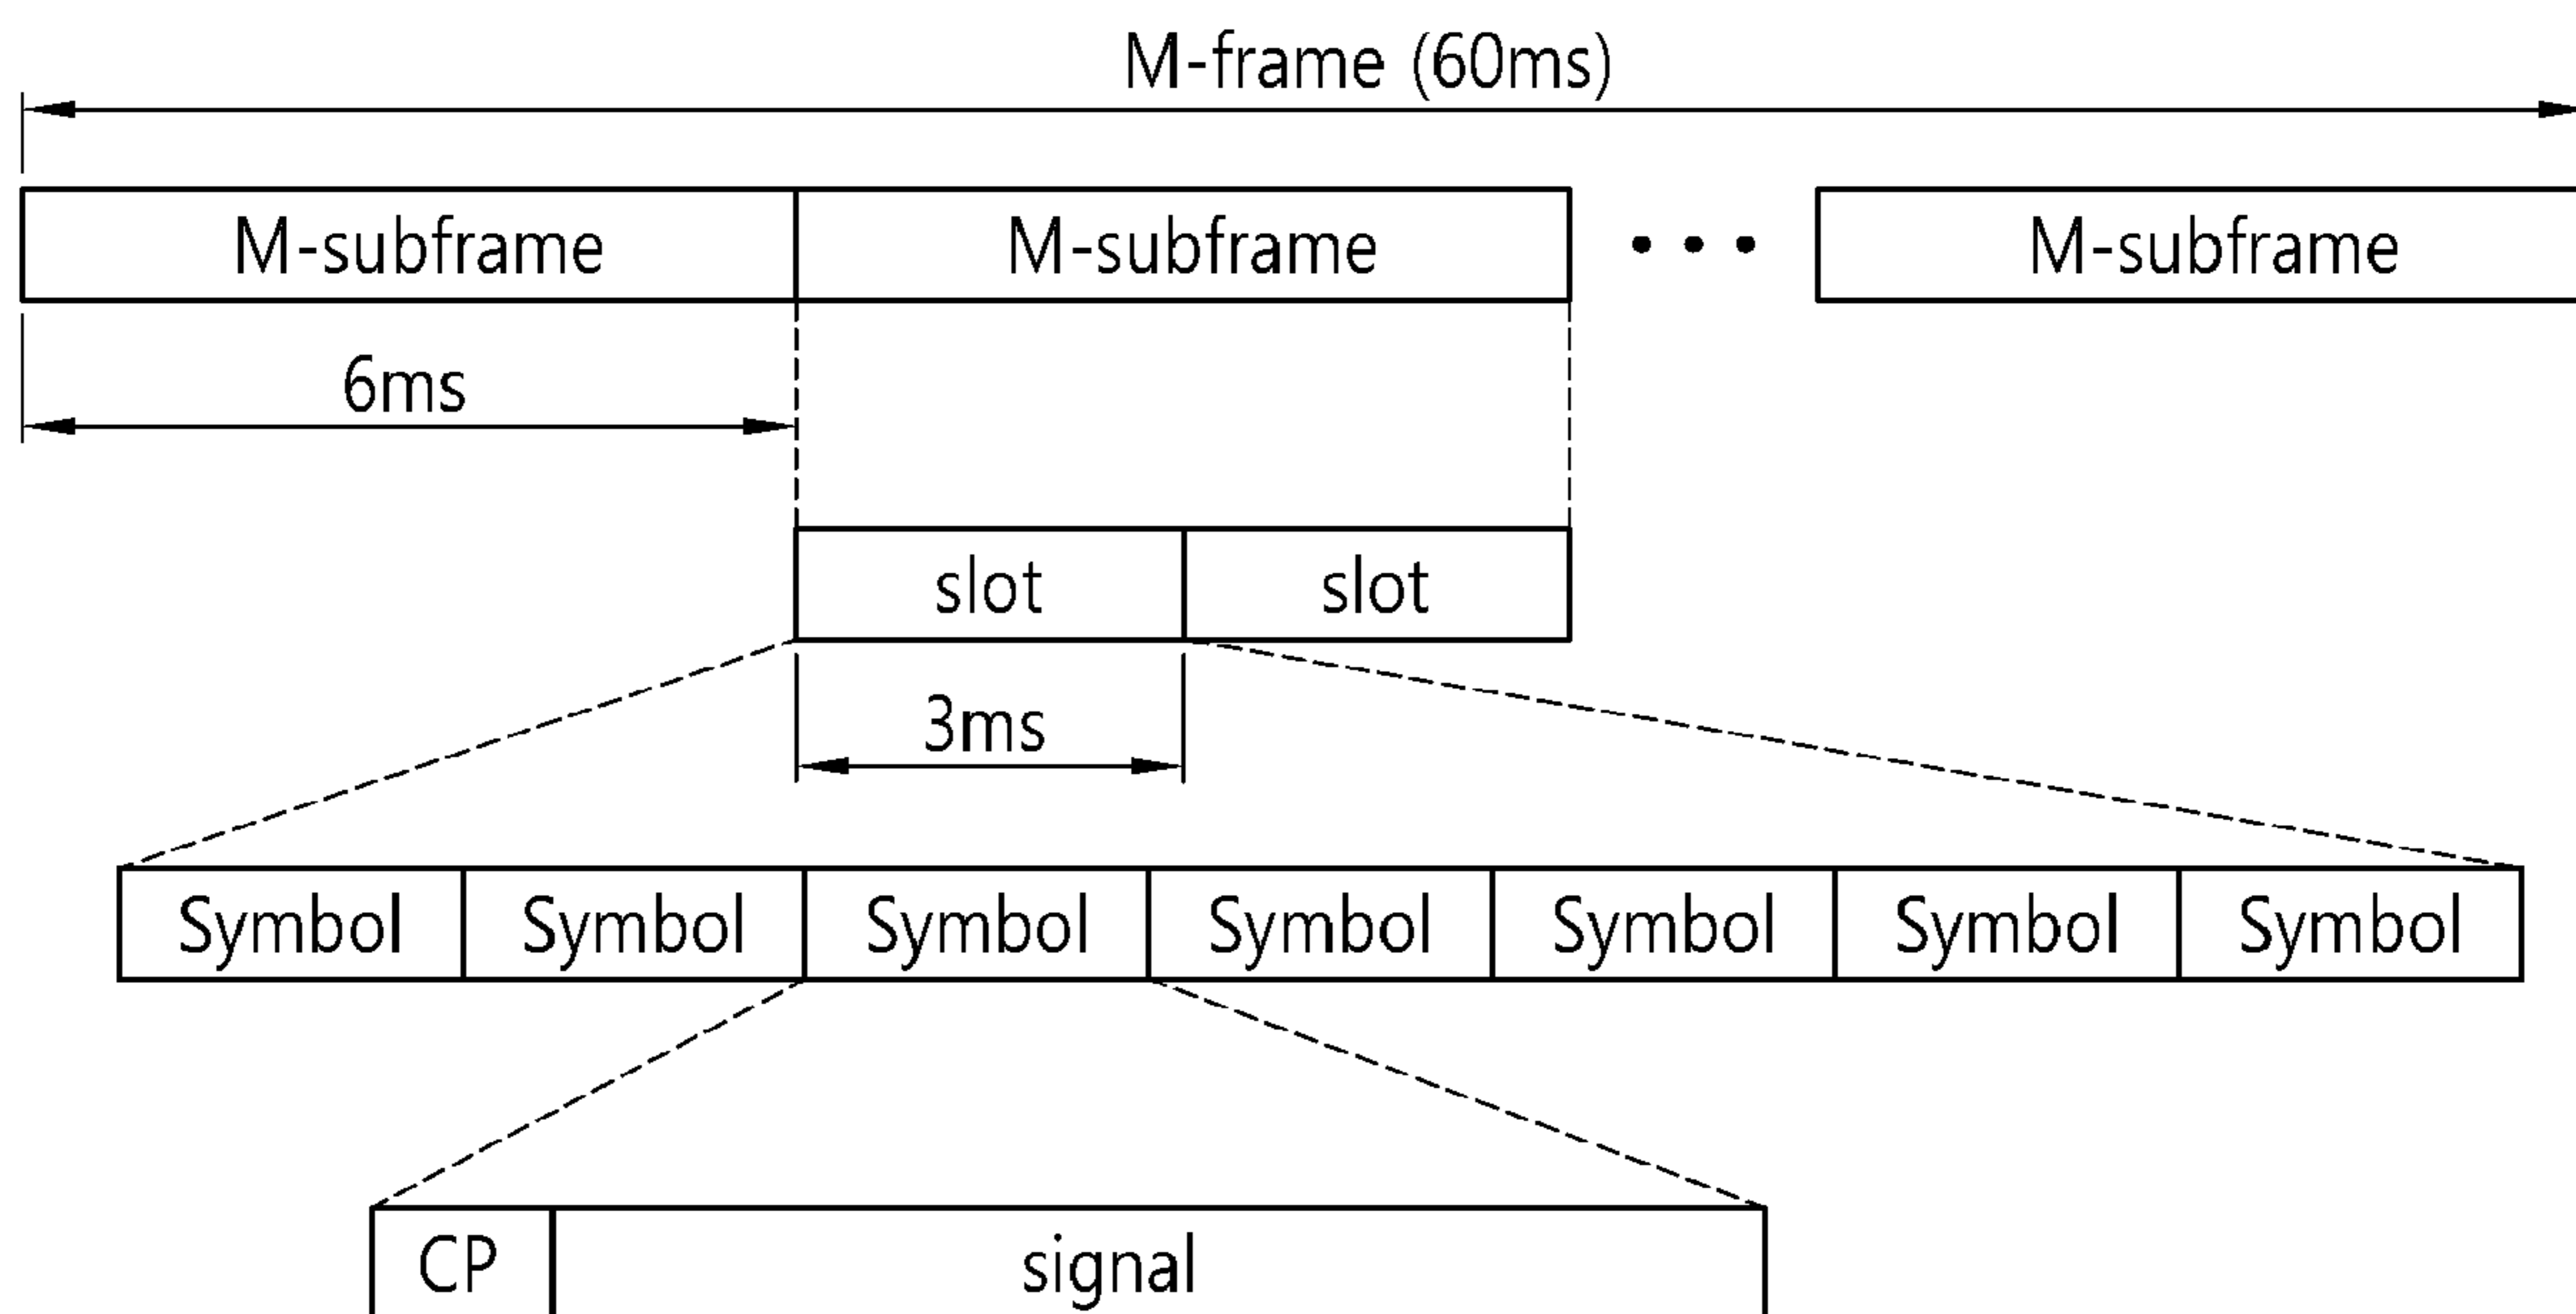 M-frame (60ms)
M-subframe M-subframe • • • M-subframe
6ms
slot slot
3ms
Symbol Symbol Symbol Symbol Symbol Symbol Symbol
CP signal